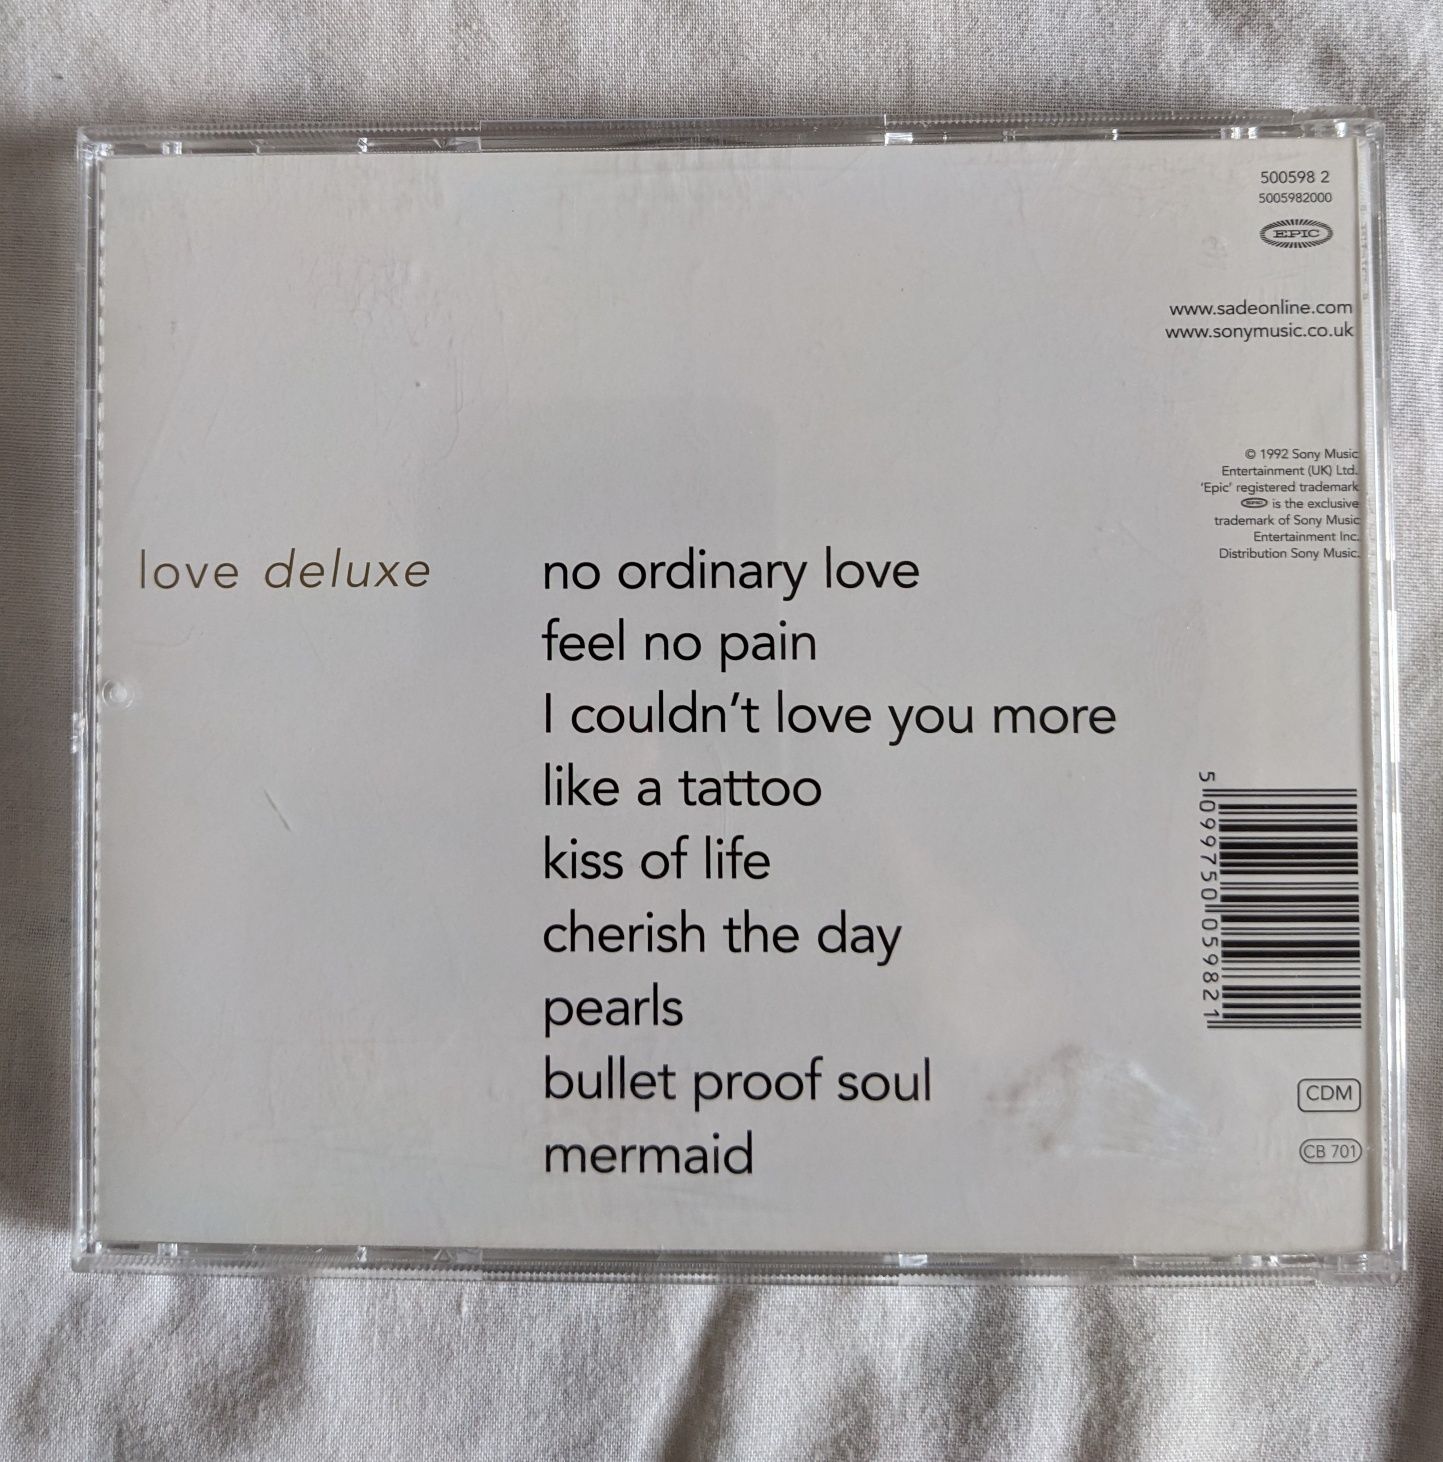 500598 2
5005982000
EPIC
www.sadeonline.com
www.sonymusic.co.uk
© 1992 Sony Music
Entertainment (UK) Ltd.
'Epic' registered trademark
EPIC is the exclusive
trademark of Sony Music
Entertainment Inc.
Distribution Sony Music.
love deluxe
no ordinary love
feel no pain
I couldn't love you more
like a tattoo
kiss of life
cherish the day
pearls
bullet proof soul
mermaid
5 099750 059821
CDM
CB 701